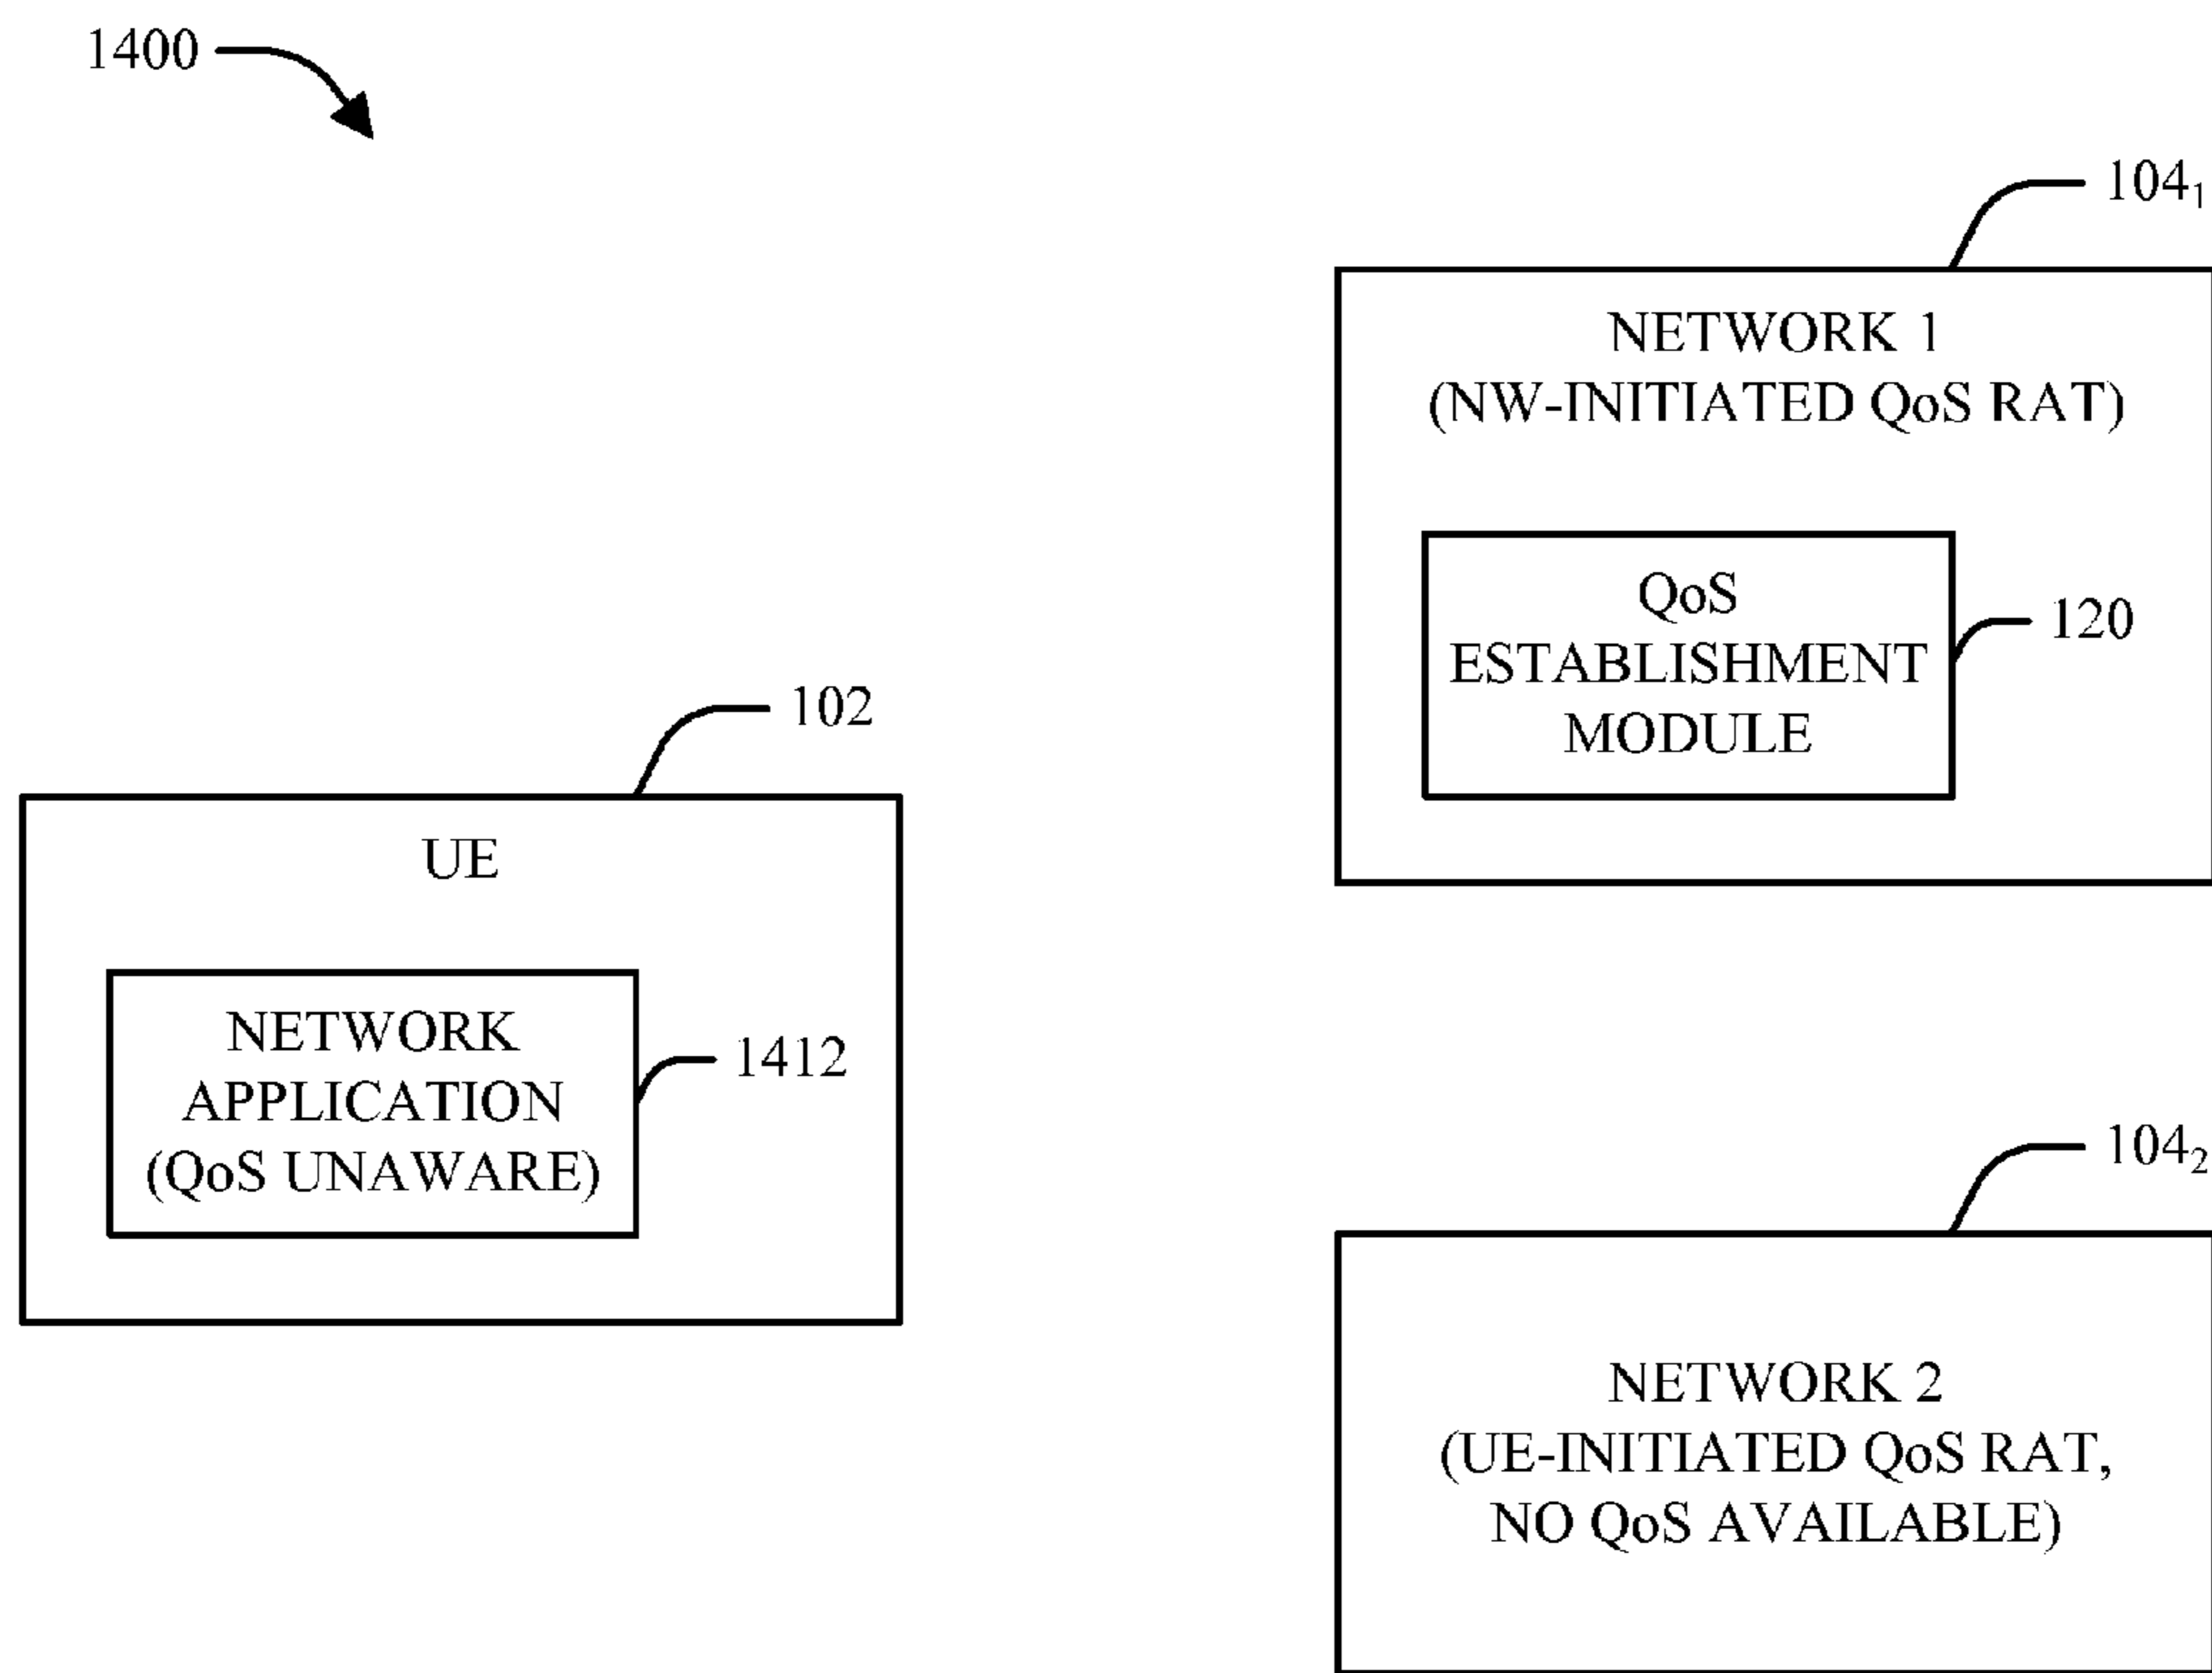 1400
104₁
NETWORK 1
(NW-INITIATED QoS RAT)
QoS
ESTABLISHMENT
MODULE
120
102
UE
NETWORK
APPLICATION
(QoS UNAWARE)
1412
104₂
NETWORK 2
(UE-INITIATED QoS RAT,
NO QoS AVAILABLE)